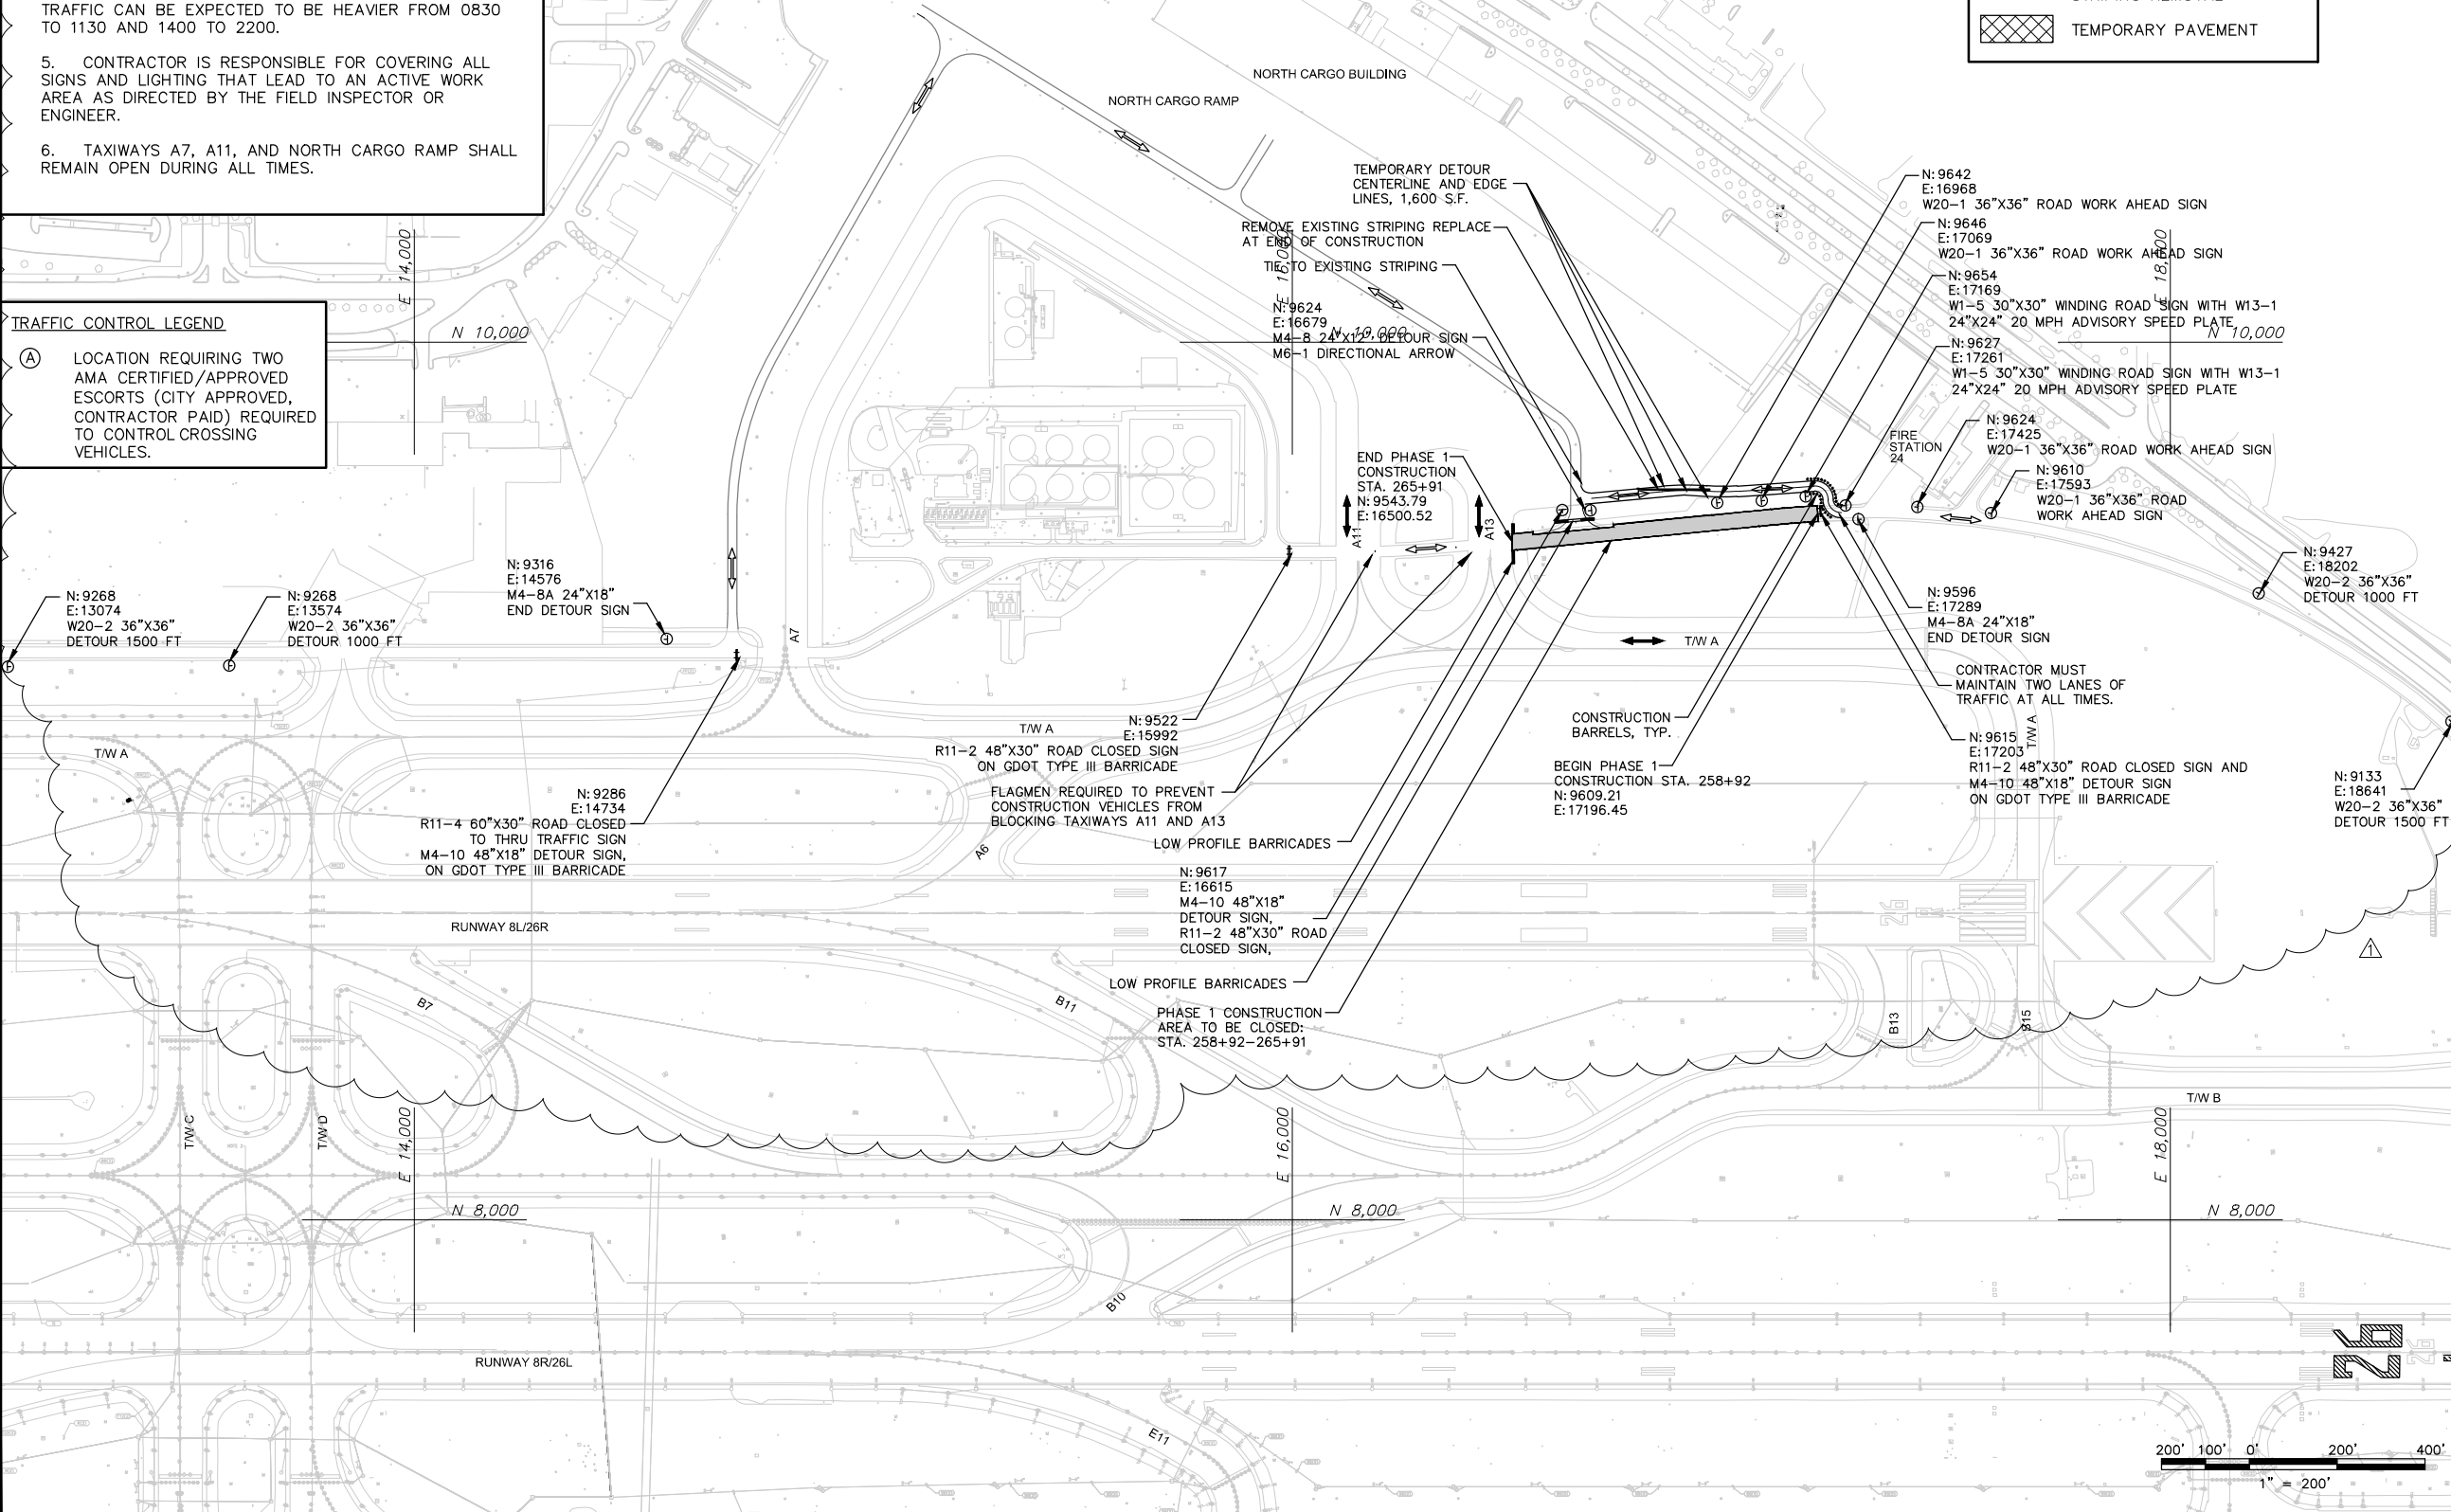 TRAFFIC CAN BE EXPECTED TO BE HEAVIER FROM 0830
TO 1130 AND 1400 TO 2200.
5. CONTRACTOR IS RESPONSIBLE FOR COVERING ALL
SIGNS AND LIGHTING THAT LEAD TO AN ACTIVE WORK
AREA AS DIRECTED BY THE FIELD INSPECTOR OR
ENGINEER.
6. TAXIWAYS A7, A11, AND NORTH CARGO RAMP SHALL
REMAIN OPEN DURING ALL TIMES.
TEMPORARY PAVEMENT
TRAFFIC CONTROL LEGEND
A LOCATION REQUIRING TWO
AMA CERTIFIED/APPROVED
ESCORTS (CITY APPROVED,
CONTRACTOR PAID) REQUIRED
TO CONTROL CROSSING
VEHICLES.
NORTH CARGO BUILDING
NORTH CARGO RAMP
TEMPORARY DETOUR
CENTERLINE AND EDGE
LINES, 1,600 S.F.
REMOVE EXISTING STRIPING REPLACE
AT END OF CONSTRUCTION
TIE TO EXISTING STRIPING
N:9624
E:16679
M4-8 24"X12" DETOUR SIGN
M6-1 DIRECTIONAL ARROW
END PHASE 1
CONSTRUCTION
STA. 265+91
N:9543.79
E:16500.52
N:9642
E:16968
W20-1 36"X36" ROAD WORK AHEAD SIGN
N:9646
E:17069
W20-1 36"X36" ROAD WORK AHEAD SIGN
N:9654
E:17169
W1-5 30"X30" WINDING ROAD SIGN WITH W13-1
24"X24" 20 MPH ADVISORY SPEED PLATE
N:9627
E:17261
W1-5 30"X30" WINDING ROAD SIGN WITH W13-1
24"X24" 20 MPH ADVISORY SPEED PLATE
N:9624
E:17425
W20-1 36"X36" ROAD WORK AHEAD SIGN
FIRE
STATION
24
N:9610
E:17593
W20-1 36"X36" ROAD
WORK AHEAD SIGN
N:9427
E:18202
W20-2 36"X36"
DETOUR 1000 FT
E 14,000
N 10,000
E 16,000
N 10,000
E 18,000
N 10,000
A11
A13
N:9268
E:13074
W20-2 36"X36"
DETOUR 1500 FT
N:9268
E:13574
W20-2 36"X36"
DETOUR 1000 FT
N:9316
E:14576
M4-8A 24"X18"
END DETOUR SIGN
A7
T/W A
N:9596
E:17289
M4-8A 24"X18"
END DETOUR SIGN
CONTRACTOR MUST
MAINTAIN TWO LANES OF
TRAFFIC AT ALL TIMES.
N:9615
E:17203
R11-2 48"X30" ROAD CLOSED SIGN AND
M4-10 48"X18" DETOUR SIGN
ON GDOT TYPE III BARRICADE
T/W A
N:9133
E:18641
W20-2 36"X36"
DETOUR 1500 FT
CONSTRUCTION
BARRELS, TYP.
BEGIN PHASE 1
CONSTRUCTION STA. 258+92
N:9609.21
E:17196.45
T/W A
T/W A
N:9522
E:15992
R11-2 48"X30" ROAD CLOSED SIGN
ON GDOT TYPE III BARRICADE
FLAGMEN REQUIRED TO PREVENT
CONSTRUCTION VEHICLES FROM
BLOCKING TAXIWAYS A11 AND A13
N:9286
E:14734
R11-4 60"X30" ROAD CLOSED
TO THRU TRAFFIC SIGN
M4-10 48"X18" DETOUR SIGN,
ON GDOT TYPE III BARRICADE
A6
LOW PROFILE BARRICADES
N:9617
E:16615
M4-10 48"X18"
DETOUR SIGN,
R11-2 48"X30" ROAD
CLOSED SIGN,
LOW PROFILE BARRICADES
PHASE 1 CONSTRUCTION
AREA TO BE CLOSED:
STA. 258+92-265+91
RUNWAY 8L/26R
26
1
B7
B11
B13
B15
T/W B
T/W C
T/W D
E 14,000
N 8,000
E 16,000
N 8,000
E 18,000
N 8,000
B10
RUNWAY 8R/26L
26
26
E11
200' 100' 0' 200' 400'
1" = 200'